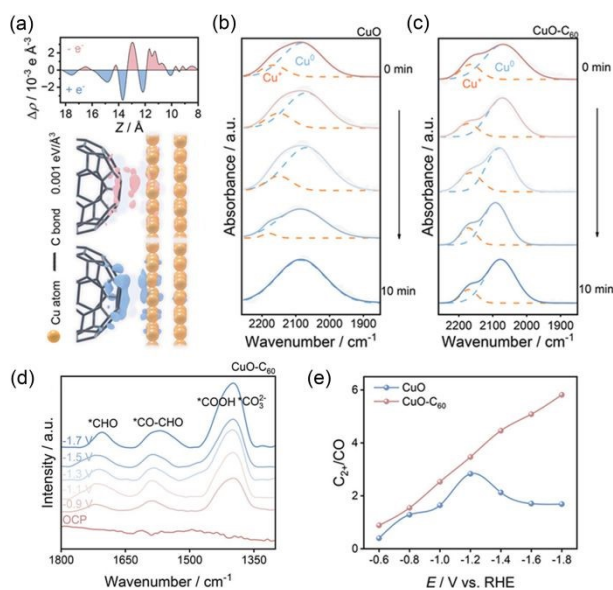 (a)
- e⁻
+ e⁻
Δρ / 10⁻³ e Å⁻³
2
0
-2
18 16 14 12 10 8
Z / Å
Cu atom
C bond
0.001 eV/Å³
(b)
CuO
Cu⁺
Cu⁰
0 min
10 min
Absorbance / a.u.
2200 2100 2000 1900
Wavenumber / cm⁻¹
(c)
CuO-C₆₀
Cu⁺
Cu⁰
0 min
10 min
Absorbance / a.u.
2200 2100 2000 1900
Wavenumber / cm⁻¹
(d)
CuO-C₆₀
*CHO
*CO-CHO
*COOH *CO₃²⁻
-1.7 V
-1.5 V
-1.3 V
-1.1 V
-0.9 V
OCP
Intensity / a.u.
1800 1650 1500 1350
Wavenumber / cm⁻¹
(e)
CuO
CuO-C₆₀
C₂₊/CO
6
4
2
0
-0.6 -0.8 -1.0 -1.2 -1.4 -1.6 -1.8
E / V vs. RHE